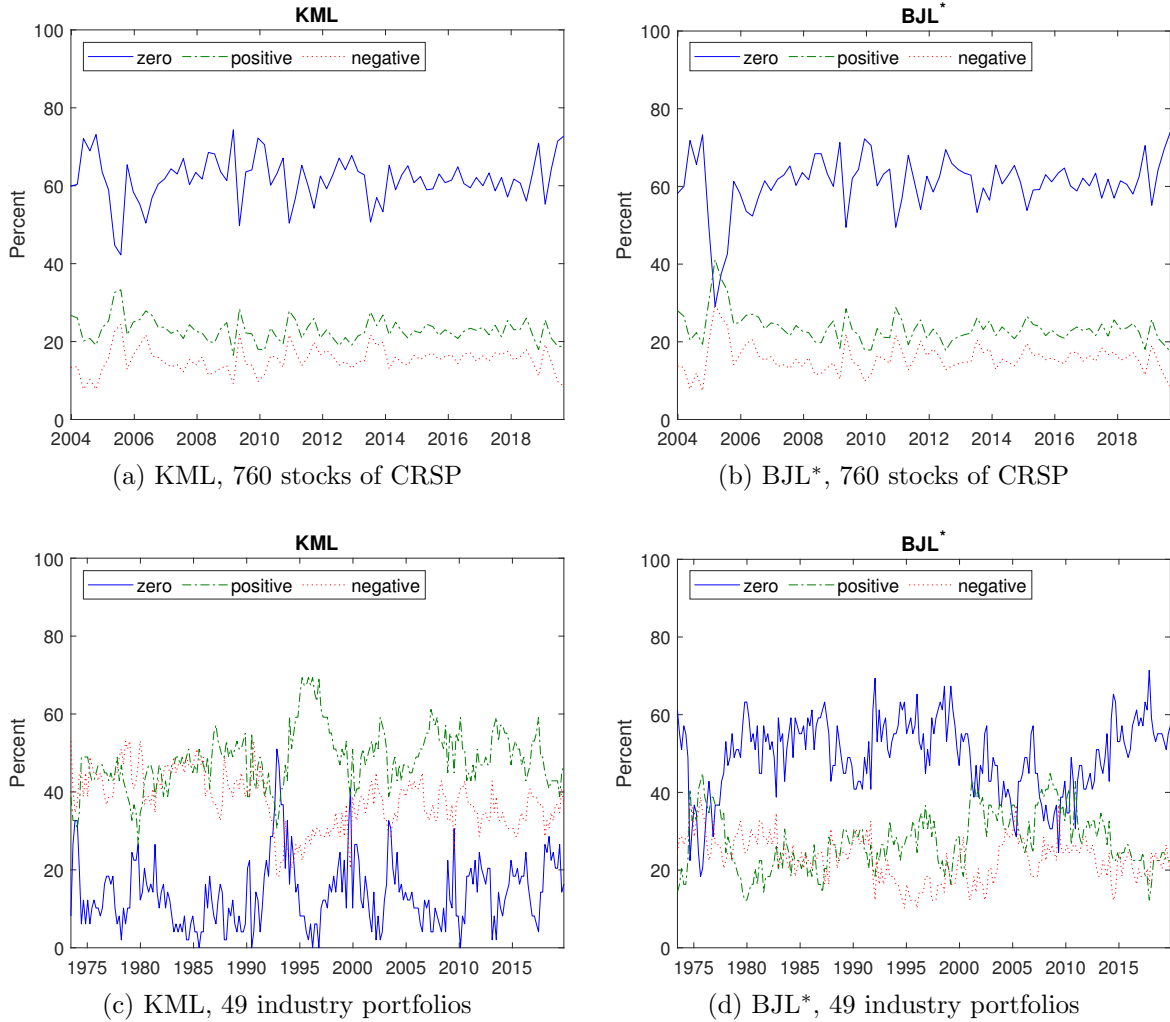 KML
100
80
60
40
20
0
Percent
zero positive negative
2004 2006 2008 2010 2012 2014 2016 2018
(a) KML, 760 stocks of CRSP
BJL*
100
80
60
40
20
0
Percent
zero positive negative
2004 2006 2008 2010 2012 2014 2016 2018
(b) BJL*, 760 stocks of CRSP
KML
100
80
60
40
20
0
Percent
zero positive negative
1975 1980 1985 1990 1995 2000 2005 2010 2015
(c) KML, 49 industry portfolios
BJL*
100
80
60
40
20
0
Percent
zero positive negative
1975 1980 1985 1990 1995 2000 2005 2010 2015
(d) BJL*, 49 industry portfolios